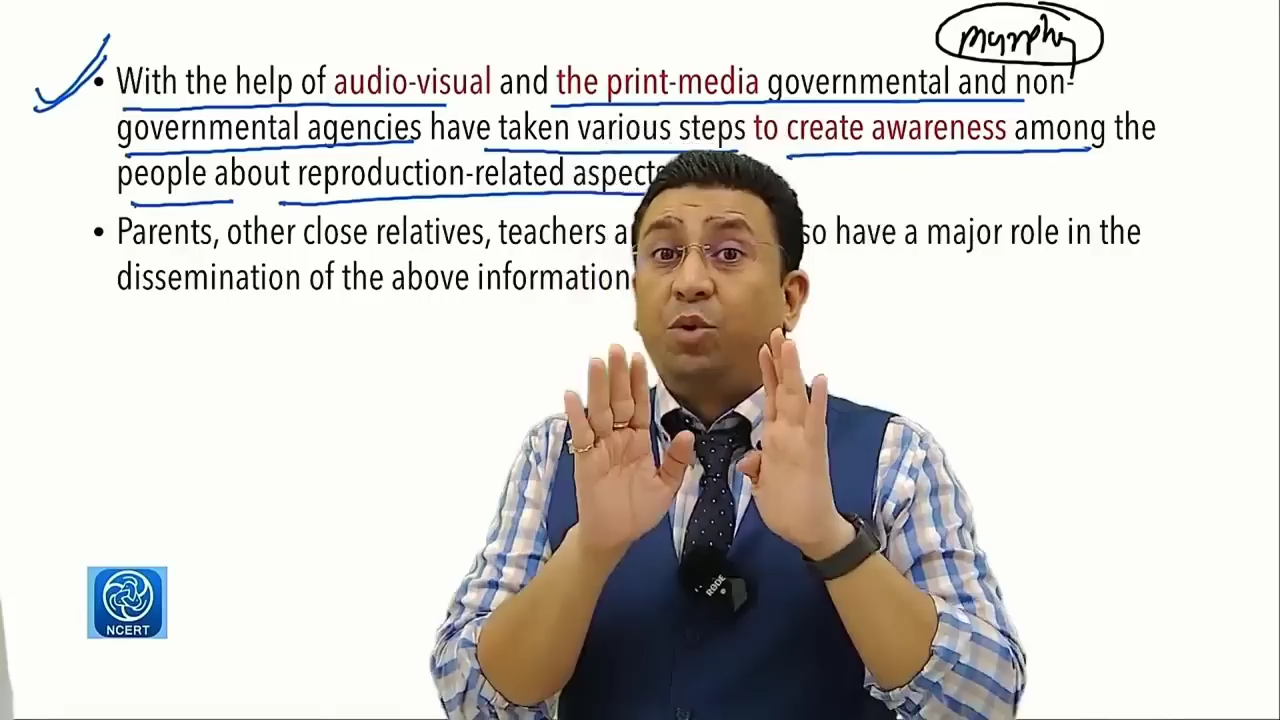 murphy
• With the help of audio-visual and the print-media governmental and non-
governmental agencies have taken various steps to create awareness among the
people about reproduction-related aspects
• Parents, other close relatives, teachers a so have a major role in the
dissemination of the above information
RODE
NCERT